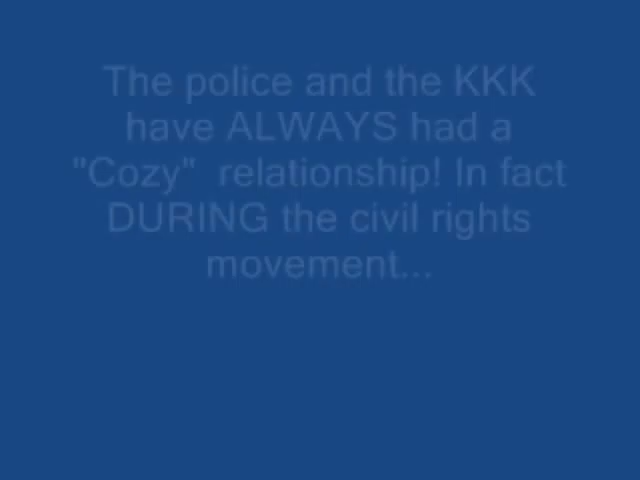 The police and the KKK
have ALWAYS had a
"Cozy"  relationship! In fact
DURING the civil rights
movement...